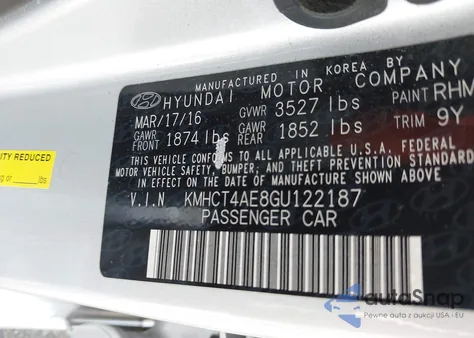 MANUFACTURED IN KOREA BY
HYUNDAI MOTOR COMPANY
MAR/17/16 GVWR 3527 lbs PAINT RHM
GAWR FRONT 1874 lbs GAWR REAR 1852 lbs TRIM 9Y
THIS VEHICLE CONFORMS TO ALL APPLICABLE U.S.A. FEDERAL
MOTOR VEHICLE SAFETY, BUMPER, AND THEFT PREVENTION STANDARDS
IN EFFECT ON THE DATE OF MANUFACTURE SHOWN ABOVE.
V.I.N KMHCT4AE8GU122187
PASSENGER CAR
ITY REDUCED
kg or lbs
autoSnap
Pewne auta z aukcji USA i EU